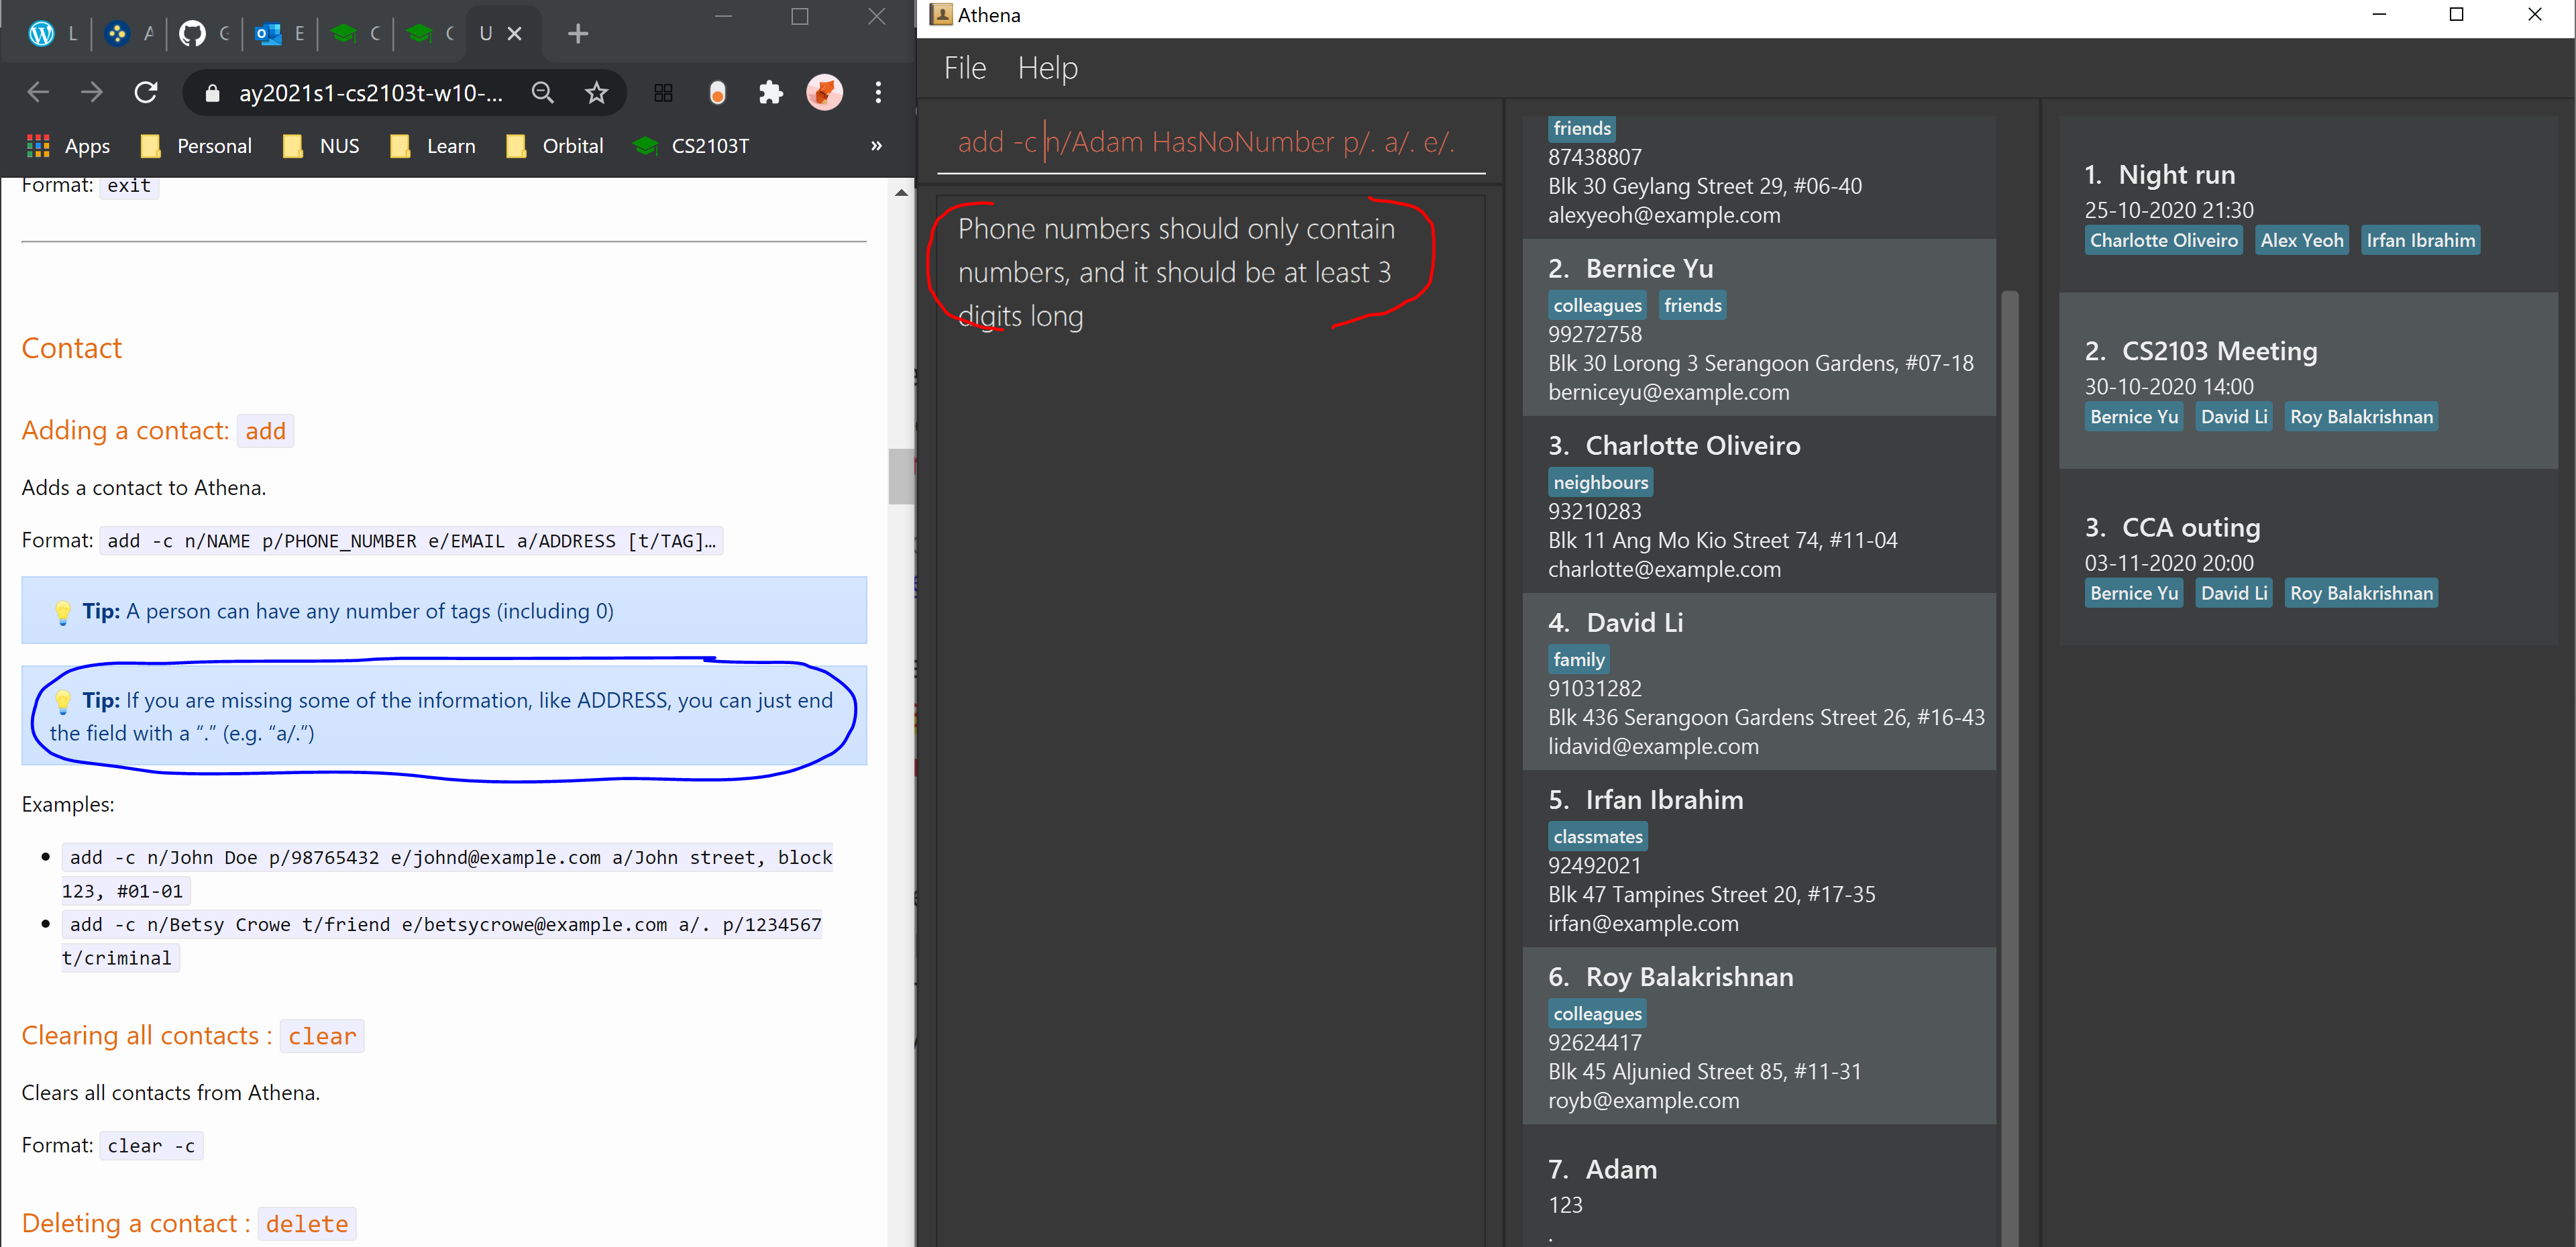 L
A
G
E
C
C
U
ay2021s1-cs2103t-w10-...
Apps Personal NUS Learn Orbital CS2103T »
Format: exit
Contact
Adding a contact: add
Adds a contact to Athena.
Format: add -c n/NAME p/PHONE_NUMBER e/EMAIL a/ADDRESS [t/TAG]…
Tip: A person can have any number of tags (including 0)
Tip: If you are missing some of the information, like ADDRESS, you can just end
the field with a “.” (e.g. “a/.”)
Examples:
add -c n/John Doe p/98765432 e/johnd@example.com a/John street, block
123, #01-01
add -c n/Betsy Crowe t/friend e/betsycrowe@example.com a/. p/1234567
t/criminal
Clearing all contacts : clear
Clears all contacts from Athena.
Format: clear -c
Deleting a contact : delete
Athena
File Help
add -c n/Adam HasNoNumber p/. a/. e/.
Phone numbers should only contain
numbers, and it should be at least 3
digits long
friends
87438807
Blk 30 Geylang Street 29, #06-40
alexyeoh@example.com
2. Bernice Yu
colleagues friends
99272758
Blk 30 Lorong 3 Serangoon Gardens, #07-18
berniceyu@example.com
3. Charlotte Oliveiro
neighbours
93210283
Blk 11 Ang Mo Kio Street 74, #11-04
charlotte@example.com
4. David Li
family
91031282
Blk 436 Serangoon Gardens Street 26, #16-43
lidavid@example.com
5. Irfan Ibrahim
classmates
92492021
Blk 47 Tampines Street 20, #17-35
irfan@example.com
6. Roy Balakrishnan
colleagues
92624417
Blk 45 Aljunied Street 85, #11-31
royb@example.com
7. Adam
123
.
1. Night run
25-10-2020 21:30
Charlotte Oliveiro Alex Yeoh Irfan Ibrahim
2. CS2103 Meeting
30-10-2020 14:00
Bernice Yu David Li Roy Balakrishnan
3. CCA outing
03-11-2020 20:00
Bernice Yu David Li Roy Balakrishnan